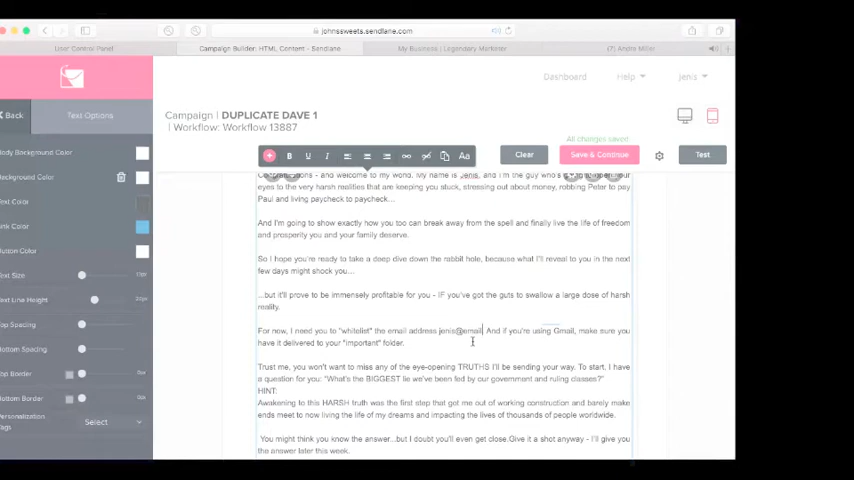 johnssweets.sendlane.com
User Control Panel
Campaign Builder: HTML Content - Sendlane
My Business | Legendary Marketer
(7) Andre Miller
Dashboard
Help
jenis
Back
Text Options
Campaign | DUPLICATE DAVE 1
| Workflow: Workflow 13887
All changes saved
B U I
Aa
Clear
Save & Continue
Test
Body Background Color
Background Color
Text Color
Link Color
Button Color
Text Size
Text Line Height
Top Spacing
Bottom Spacing
Top Border
Bottom Border
Personalization
Tags
Select
- and welcome to my world. My name is Jenis, and I'm the guy who's
eyes to the very harsh realities that are keeping you stuck, stressing out about money, robbing Peter to pay
Paul and living paycheck to paycheck...
And I'm going to show exactly how you too can break away from the spell and finally live the life of freedom
and prosperity you and your family deserve.
So I hope you're ready to take a deep dive down the rabbit hole, because what I'll reveal to you in the next
few days might shock you...
...but it'll prove to be immensely profitable for you - IF you've got the guts to swallow a large dose of harsh
reality.
For now, I need you to "whitelist" the email address jenis@email And if you're using Gmail, make sure you
have it delivered to your "important" folder.
Trust me, you won't want to miss any of the eye-opening TRUTHS I'll be sending your way. To start, I have
a question for you: "What's the BIGGEST lie we've been fed by our government and ruling classes?"
HINT:
Awakening to this HARSH truth was the first step that got me out of working construction and barely make
ends meet to now living the life of my dreams and impacting the lives of thousands of people worldwide.
You might think you know the answer...but I doubt you'll even get close.Give it a shot anyway - I'll give you
the answer later this week.